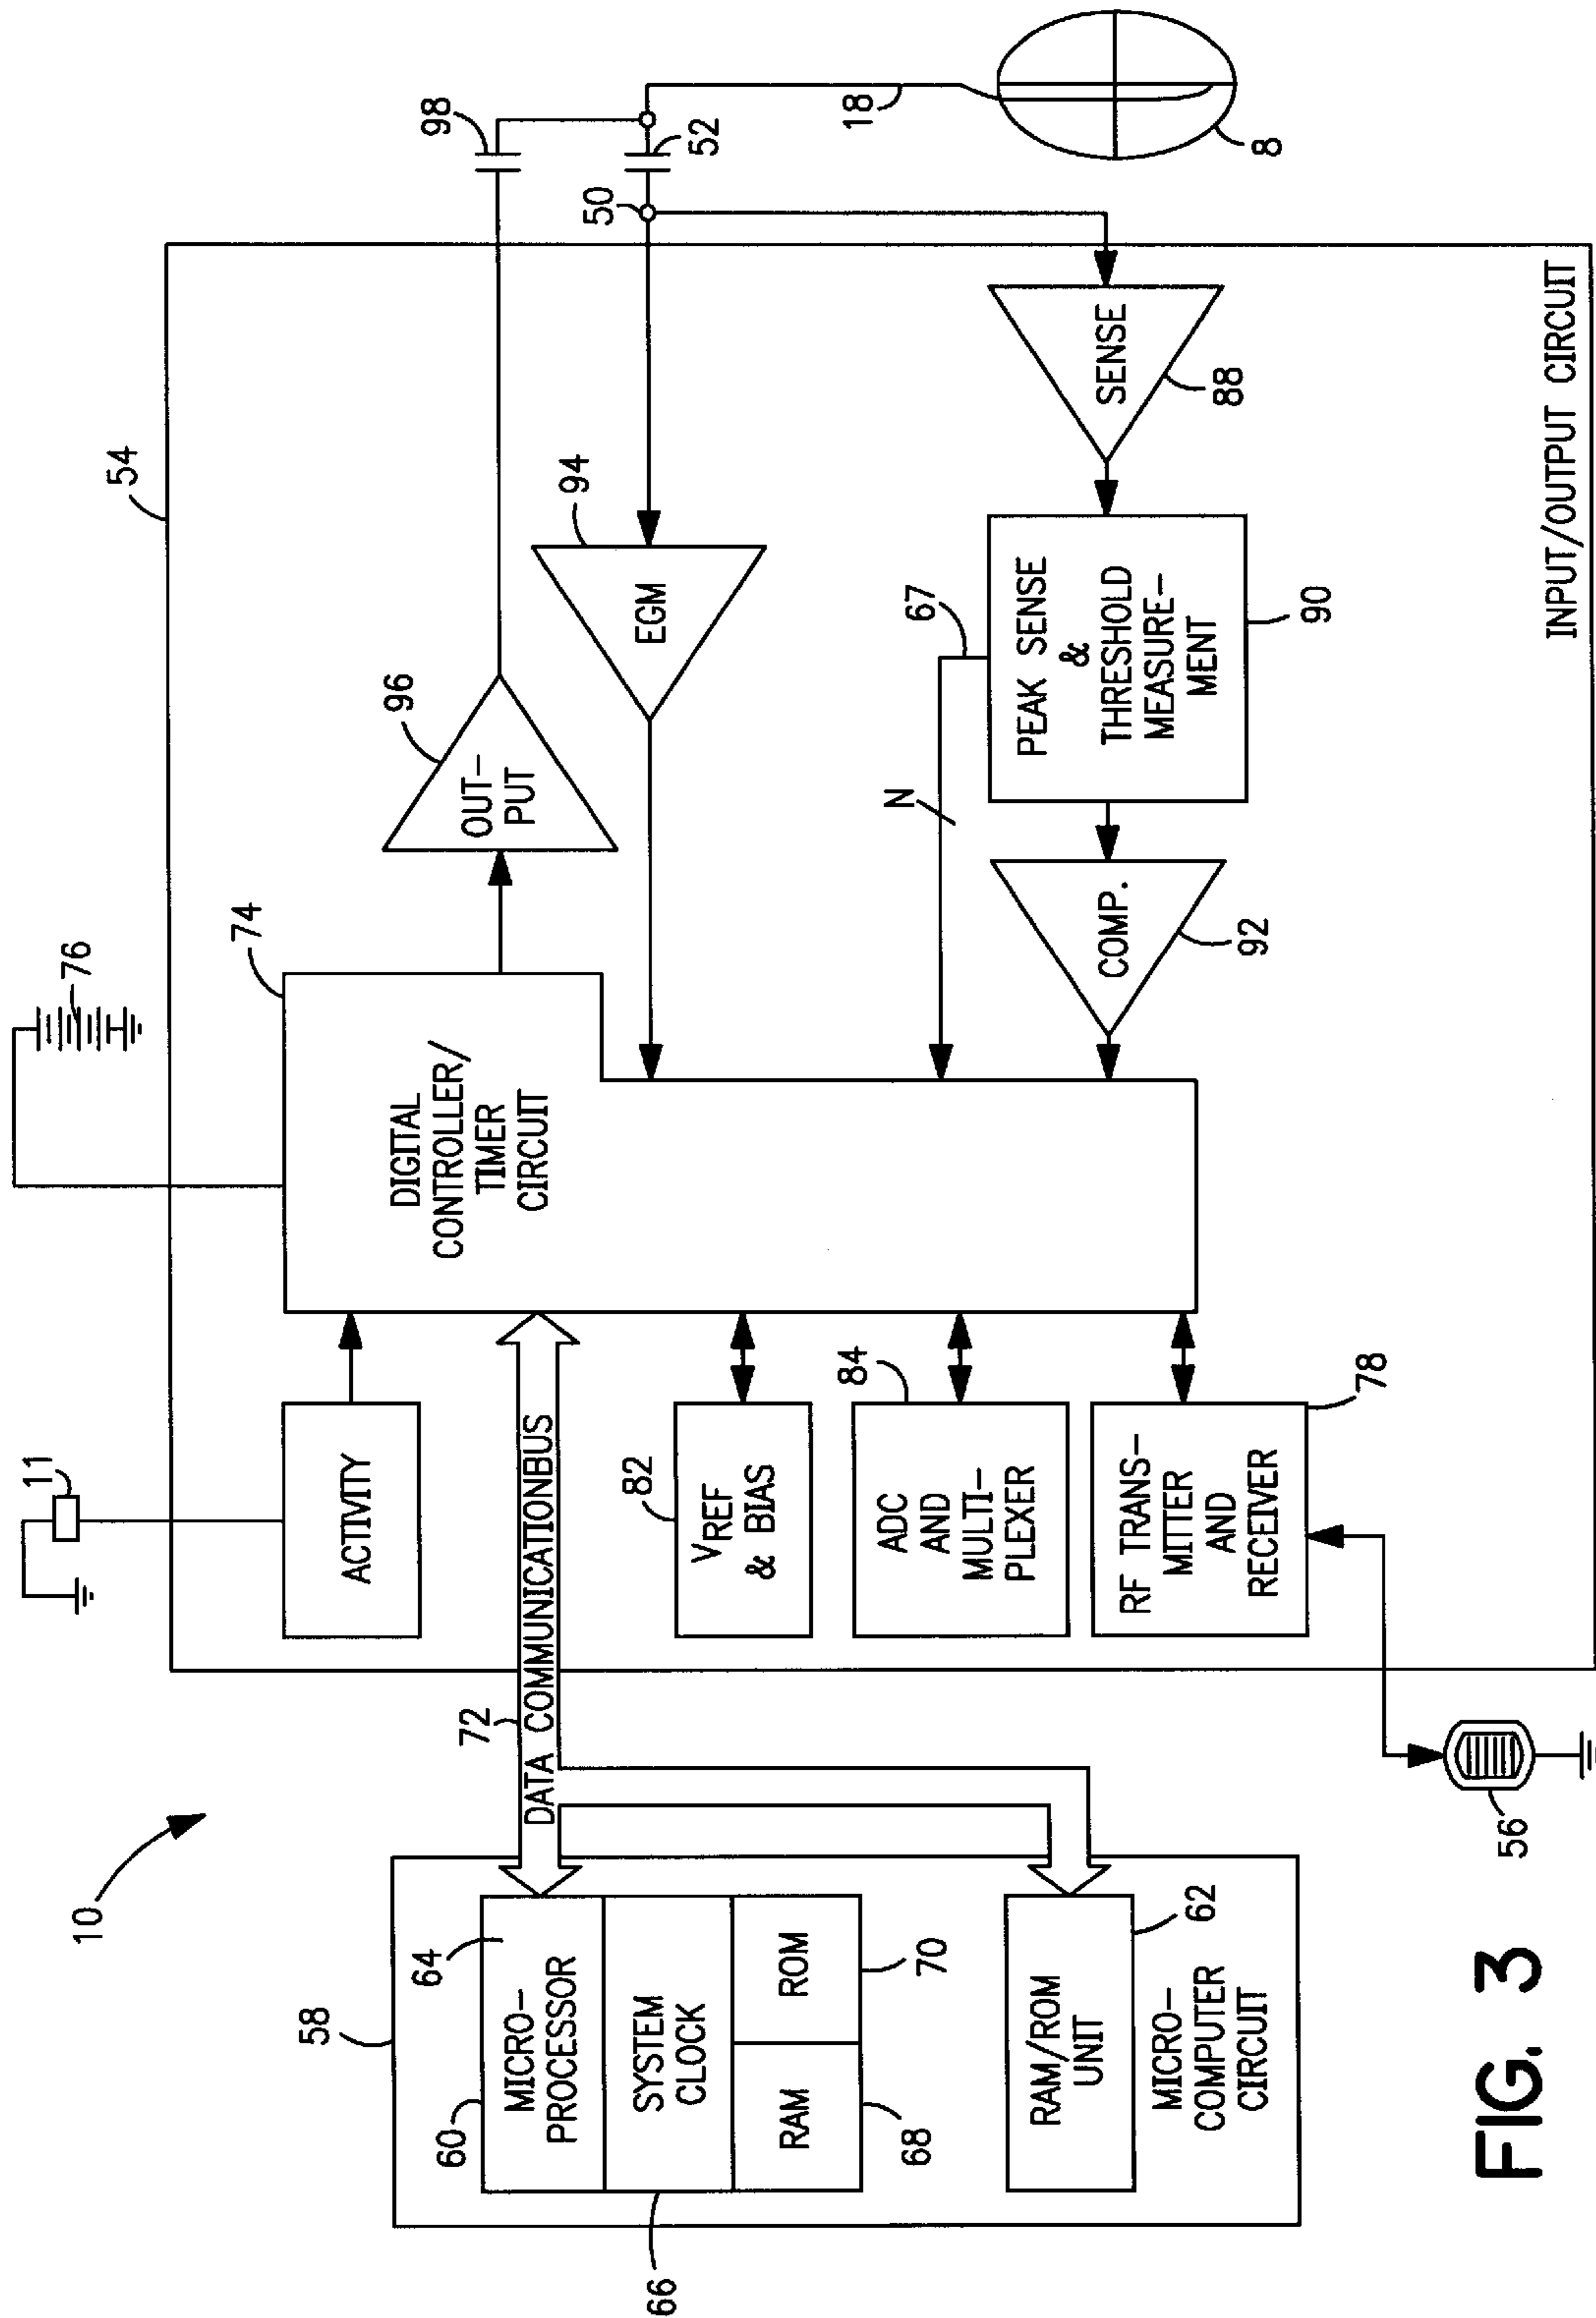 10
58
60
64
MICRO-
PROCESSOR
SYSTEM
CLOCK
66
RAM
ROM
68
70
RAM/ROM
UNIT
62
MICRO-
COMPUTER
CIRCUIT
72
DATA COMMUNICATIONBUS
56
11
76
54
ACTIVITY
82
VREF
& BIAS
84
ADC
AND
MULTI-
PLEXER
RF TRANS-
MITTER
AND
RECEIVER
78
74
DIGITAL
CONTROLLER/
TIMER
CIRCUIT
96
OUT-
PUT
94
EGM
N
67
COMP.
92
PEAK SENSE
&
THRESHOLD
MEASURE-
MENT
90
SENSE
88
98
50
52
18
8
INPUT/OUTPUT CIRCUIT
FIG. 3